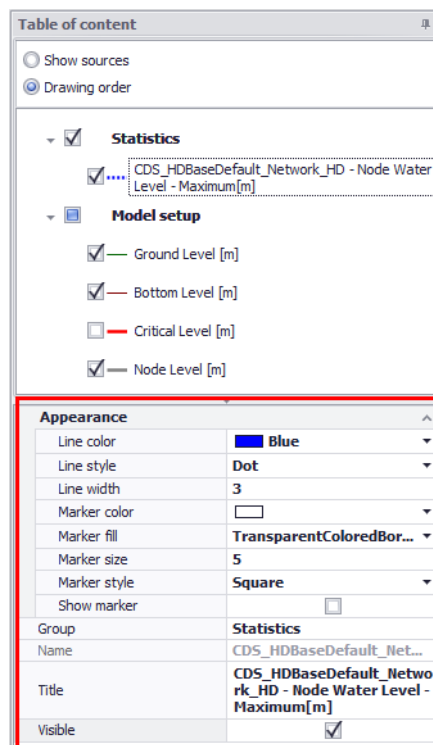 Table of content
Show sources
Drawing order
Statistics
CDS_HDBaseDefault_Network_HD - Node Water
Level - Maximum[m]
Model setup
Ground Level [m]
Bottom Level [m]
Critical Level [m]
Node Level [m]
Appearance
Line color Blue
Line style Dot
Line width 3
Marker color
Marker fill TransparentColoredBor...
Marker size 5
Marker style Square
Show marker
Group Statistics
Name CDS_HDBaseDefault_Net...
Title CDS_HDBaseDefault_Netwo
rk_HD - Node Water Level -
Maximum[m]
Visible